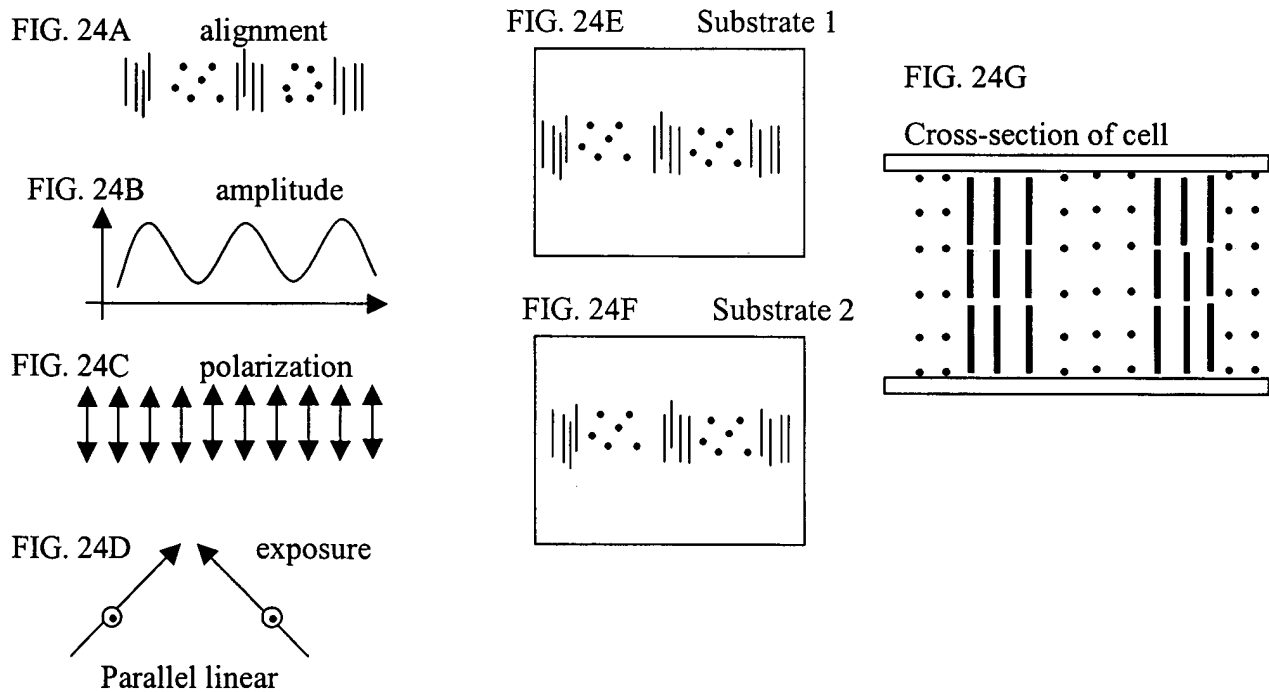 FIG. 24A alignment
FIG. 24B amplitude
FIG. 24C polarization
FIG. 24D exposure
Parallel linear
FIG. 24E Substrate 1
FIG. 24F Substrate 2
FIG. 24G
Cross-section of cell